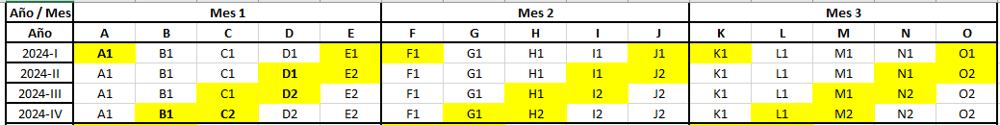 Año / Mes Mes 1 Mes 2 Mes 3
Año A B C D E F G H I J K L M N O
2024-I A1 B1 C1 D1 E1 F1 G1 H1 I1 J1 K1 L1 M1 N1 O1
2024-II A1 B1 C1 D1 E2 F1 G1 H1 I1 J2 K1 L1 M1 N1 O2
2024-III A1 B1 C1 D2 E2 F1 G1 H1 I2 J2 K1 L1 M1 N2 O2
2024-IV A1 B1 C2 D2 E2 F1 G1 H2 I2 J2 K1 L1 M2 N2 O2